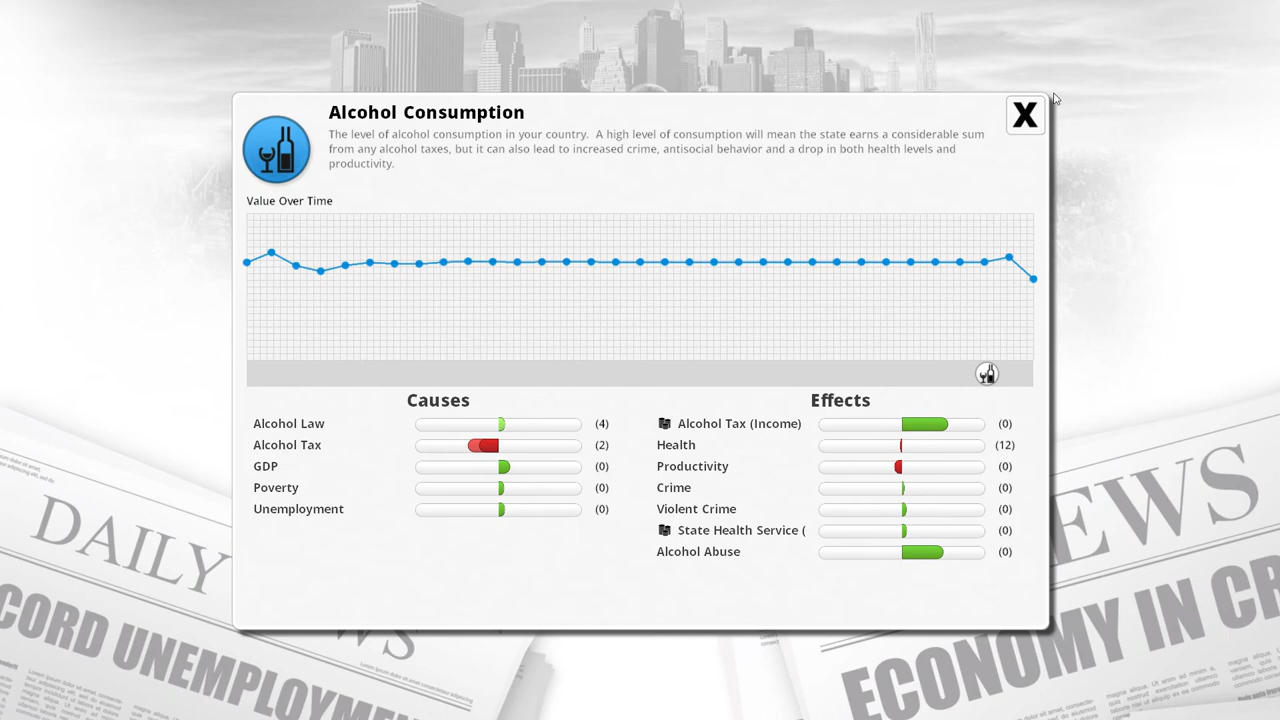 Alcohol Consumption
X
The level of alcohol consumption in your country. A high level of consumption will mean the state earns a considerable sum
from any alcohol taxes, but it can also lead to increased crime, antisocial behavior and a drop in both health levels and
productivity.
Value Over Time
Causes
Alcohol Law (4)
Alcohol Tax (2)
GDP (0)
Poverty (0)
Unemployment (0)
Effects
Alcohol Tax (Income) (0)
Health (12)
Productivity (0)
Crime (0)
Violent Crime (0)
State Health Service ( (0)
Alcohol Abuse (0)
DAILY
WS
CORD UNEMPLOYME
EWS
ECONOMY IN CR